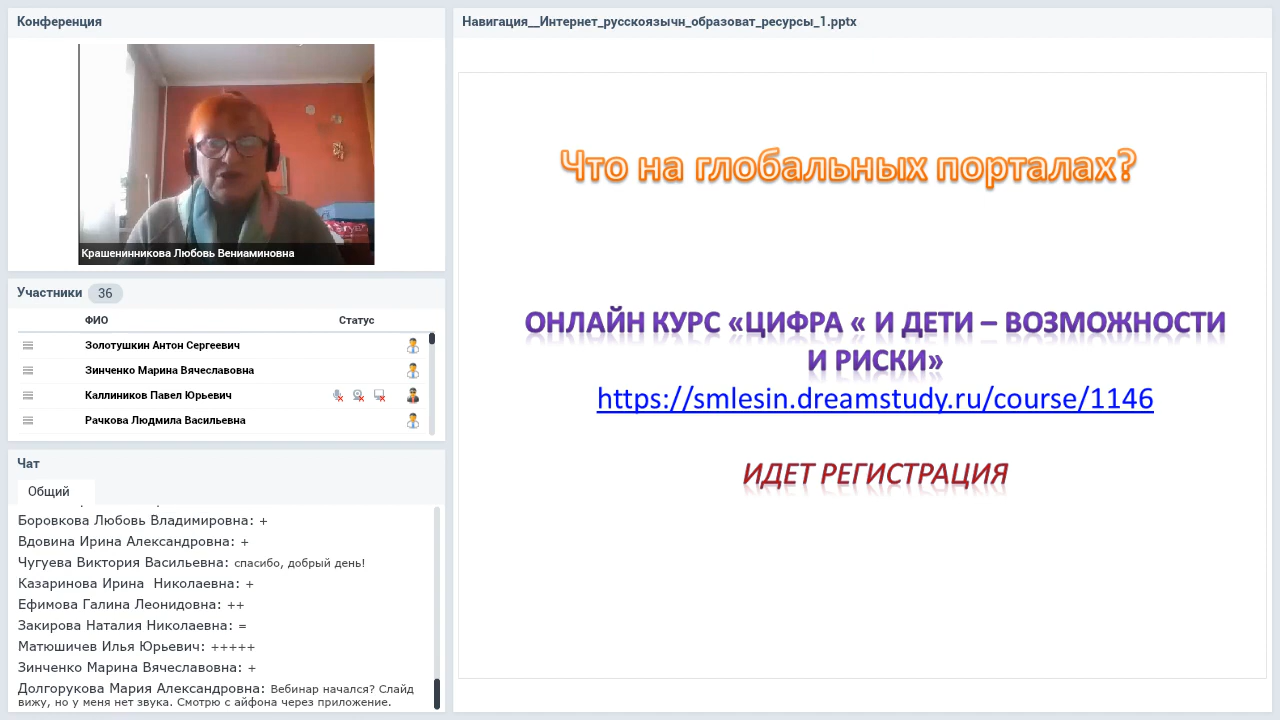 Конференция
Крашенинникова Любовь Вениаминовна
Участники 36
ФИО Статус
Золотушкин Антон Сергеевич
Зинченко Марина Вячеславовна
Каллиников Павел Юрьевич
Рачкова Людмила Васильевна
Чат
Общий
Боровкова Любовь Владимировна: +
Вдовина Ирина Александровна: +
Чугуева Виктория Васильевна: спасибо, добрый день!
Казаринова Ирина  Николаевна: +
Ефимова Галина Леонидовна: ++
Закирова Наталия Николаевна: =
Матюшичев Илья Юрьевич: +++++
Зинченко Марина Вячеславовна: +
Долгорукова Мария Александровна: Вебинар начался? Слайд
вижу, но у меня нет звука. Смотрю с айфона через приложение.
Навигация__Интернет_русскоязычн_образоват_ресурсы_1.pptx
Что на глобальных порталах?
ОНЛАЙН КУРС «ЦИФРА « И ДЕТИ – ВОЗМОЖНОСТИ
И РИСКИ»
https://smlesin.dreamstudy.ru/course/1146
ИДЕТ РЕГИСТРАЦИЯ